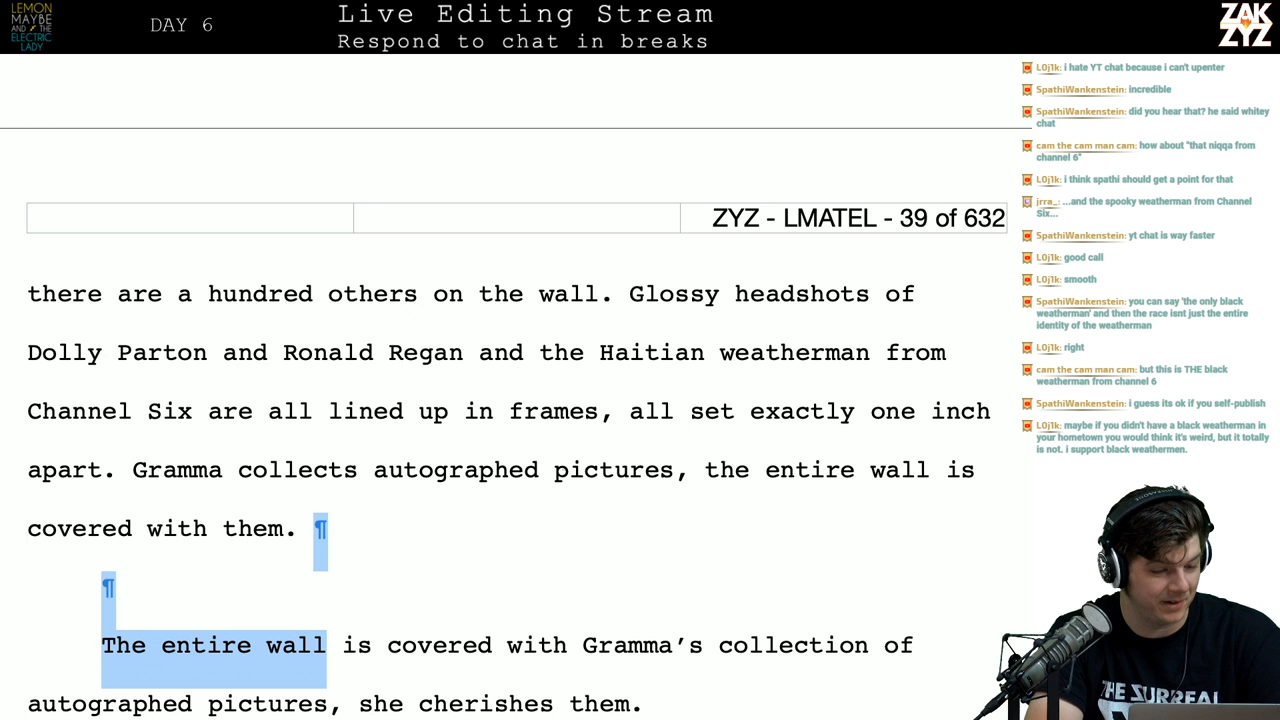 LEMON
MAYBE
AND THE
ELECTRIC
LADY
DAY 6
Live Editing Stream
Respond to chat in breaks
ZAK
ZYZ
ZYZ - LMATEL - 39 of 632
there are a hundred others on the wall. Glossy headshots of
Dolly Parton and Ronald Regan and the Haitian weatherman from
Channel Six are all lined up in frames, all set exactly one inch
apart. Gramma collects autographed pictures, the entire wall is
covered with them. ¶
¶
The entire wall is covered with Gramma’s collection of
autographed pictures, she cherishes them.
L0j1k: i hate YT chat because i can't upenter
SpathiWankenstein: incredible
SpathiWankenstein: did you hear that? he said whitey
chat
cam the cam man cam: how about "that niqqa from
channel 6"
L0j1k: i think spathi should get a point for that
jrra_: ...and the spooky weatherman from Channel
Six...
SpathiWankenstein: yt chat is way faster
L0j1k: good call
L0j1k: smooth
SpathiWankenstein: you can say 'the only black
weatherman' and then the race isnt just the entire
identity of the weatherman
L0j1k: right
cam the cam man cam: but this is THE black
weatherman from channel 6
SpathiWankenstein: i guess its ok if you self-publish
L0j1k: maybe if you didn't have a black weatherman in
your hometown you would think it's weird, but it totally
is not. i support black weathermen.
THE SURREAL